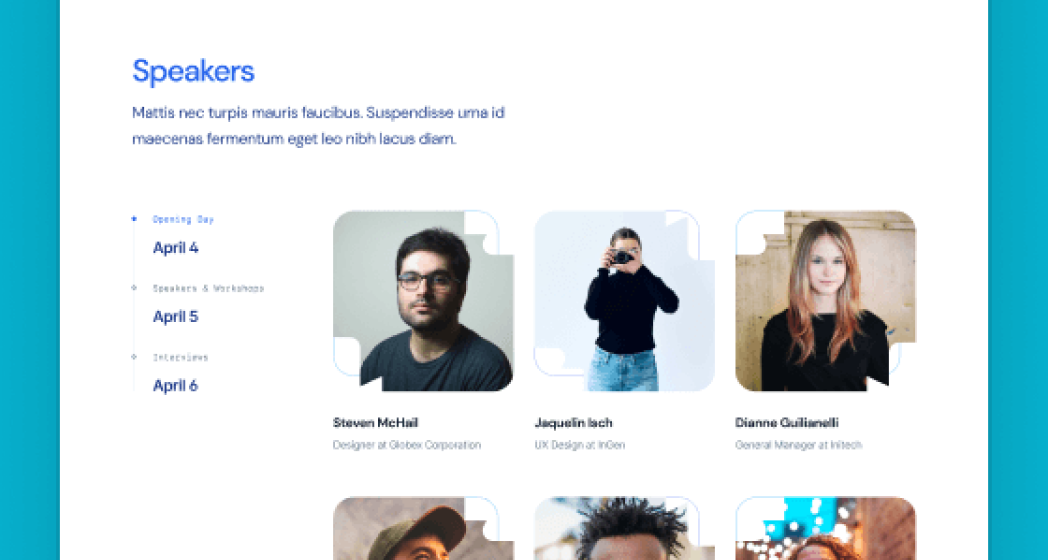 Speakers
Mattis nec turpis mauris faucibus. Suspendisse urna id
maecenas fermentum eget leo nibh lacus diam.
Opening Day
April 4
Speakers & Workshops
April 5
Interviews
April 6
Steven McHail
Designer at Globex Corporation
Jaquelin Isch
UX Design at InGen
Dianne Guilianelli
General Manager at Initech